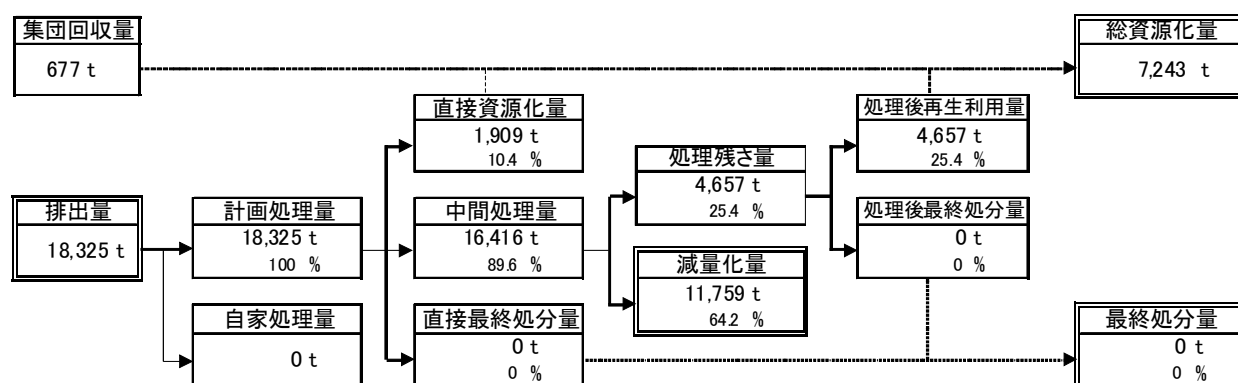 集団回収量
677 t
総資源化量
7,243 t
直接資源化量
1,909 t
10.4 %
処理後再生利用量
4,657 t
25.4 %
処理残さ量
4,657 t
25.4 %
排出量
18,325 t
計画処理量
18,325 t
100 %
中間処理量
16,416 t
89.6 %
処理後最終処分量
0 t
0 %
減量化量
11,759 t
64.2 %
自家処理量
0 t
直接最終処分量
0 t
0 %
最終処分量
0 t
0 %